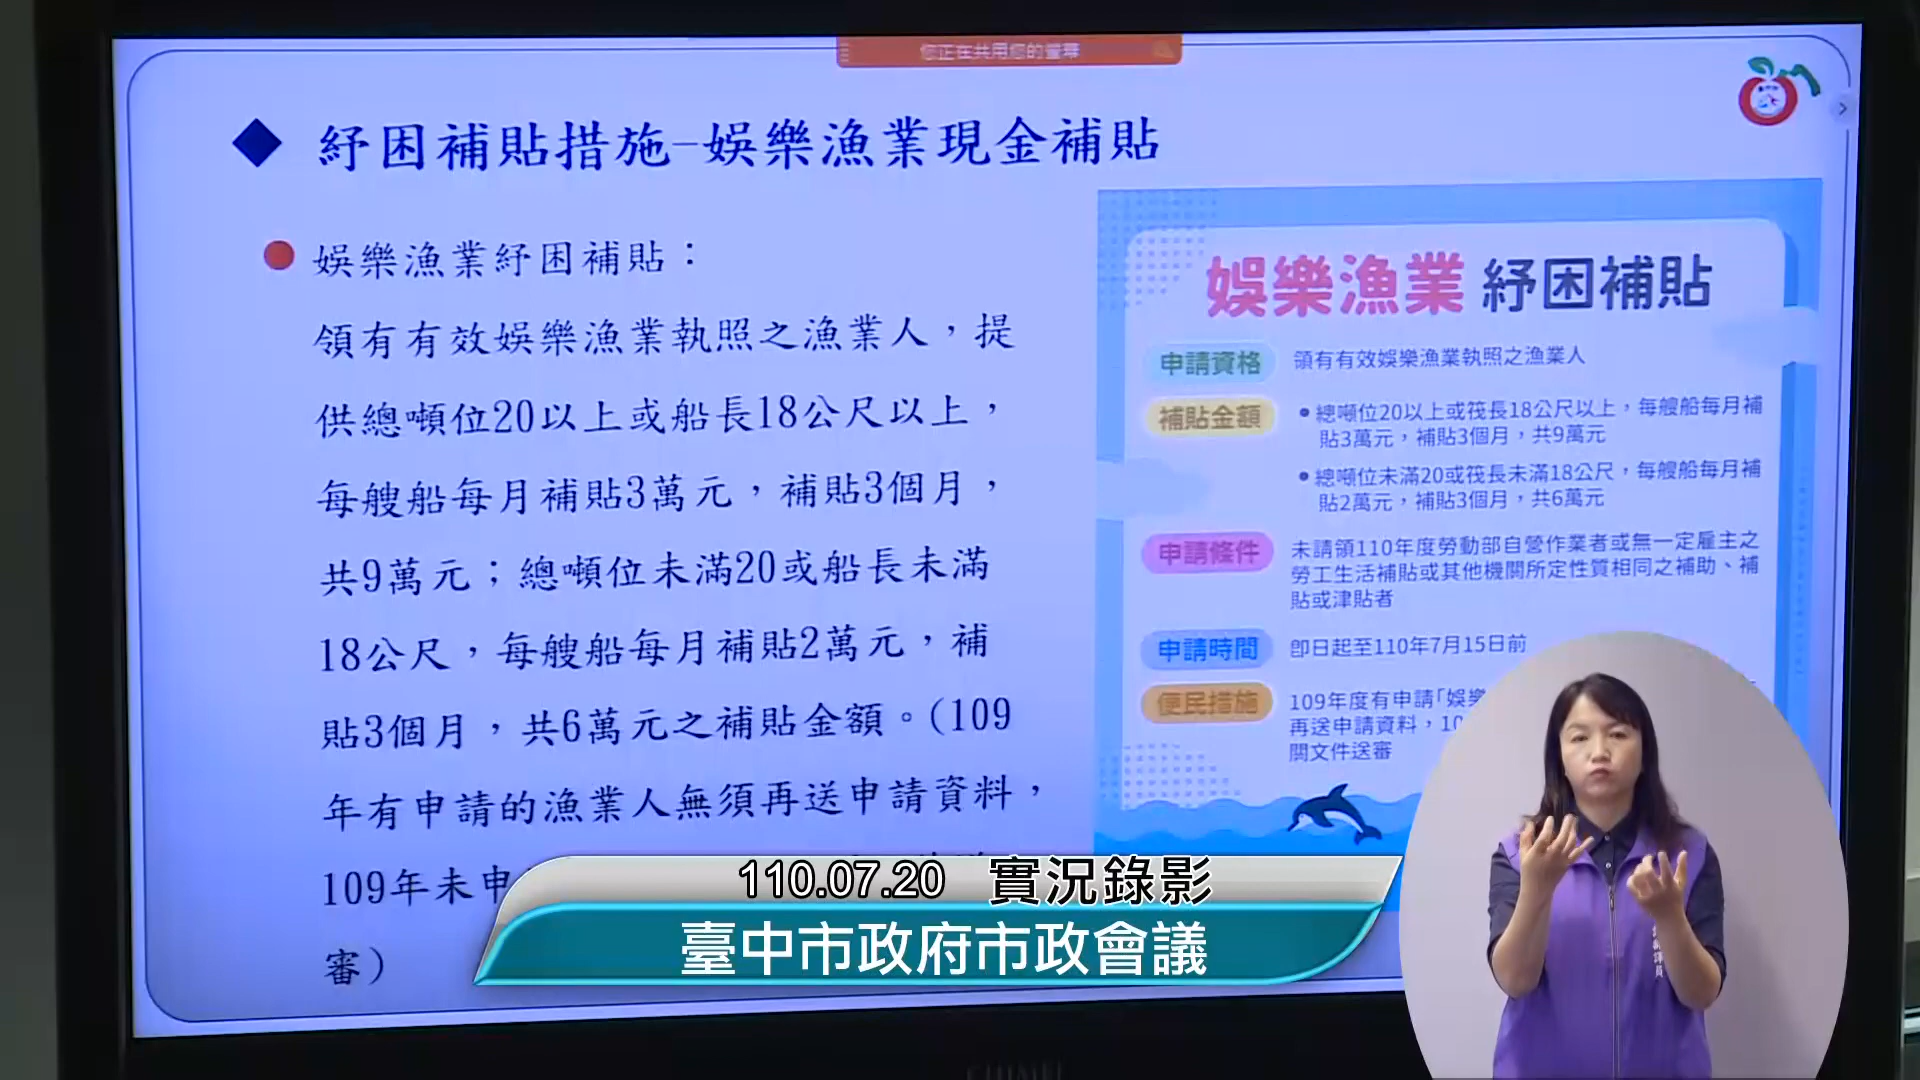 您正在共用您的螢幕
紓困補貼措施-娛樂漁業現金補貼
娛樂漁業紓困補貼：
領有有效娛樂漁業執照之漁業人，提
供總噸位20以上或船長18公尺以上，
每艘船每月補貼3萬元，補貼3個月，
共9萬元；總噸位未滿20或船長未滿
18公尺，每艘船每月補貼2萬元，補
貼3個月，共6萬元之補貼金額。(109
年有申請的漁業人無須再送申請資料，
109年未申
審)
娛樂漁業 紓困補貼
申請資格 領有有效娛樂漁業執照之漁業人
補貼金額 •總噸位20以上或筏長18公尺以上，每艘船每月補
貼3萬元，補貼3個月，共9萬元
•總噸位未滿20或筏長未滿18公尺，每艘船每月補
貼2萬元，補貼3個月，共6萬元
申請條件 未請領110年度勞動部自營作業者或無一定雇主之
勞工生活補貼或其他機關所定性質相同之補助、補
貼或津貼者
申請時間 即日起至110年7月15日前
便民措施 109年度有申請「娛樂
再送申請資料，10
關文件送審
110.07.20 實況錄影
臺中市政府市政會議